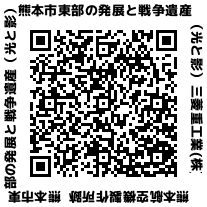 熊本市東部の発展と戦争遺産
(光と影) 三菱重工業(株)
熊本航空機製作所跡 熊本市東
部の発展と戦争遺産(光と影)